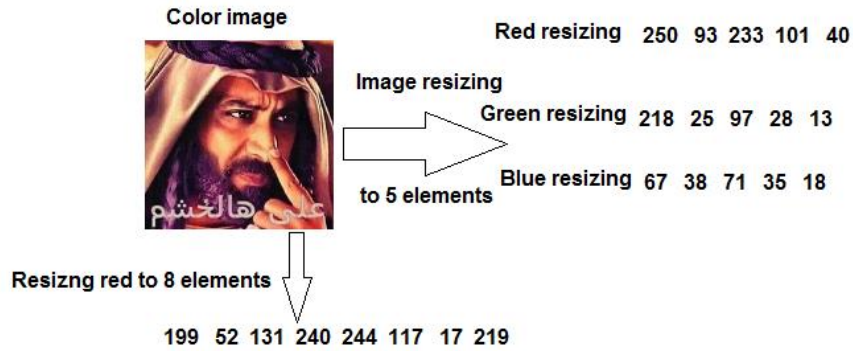 Color image
Red resizing 250 93 233 101 40
Image resizing
Green resizing 218 25 97 28 13
Blue resizing 67 38 71 35 18
to 5 elements
على هالخشم
Resizng red to 8 elements
199 52 131 240 244 117 17 219